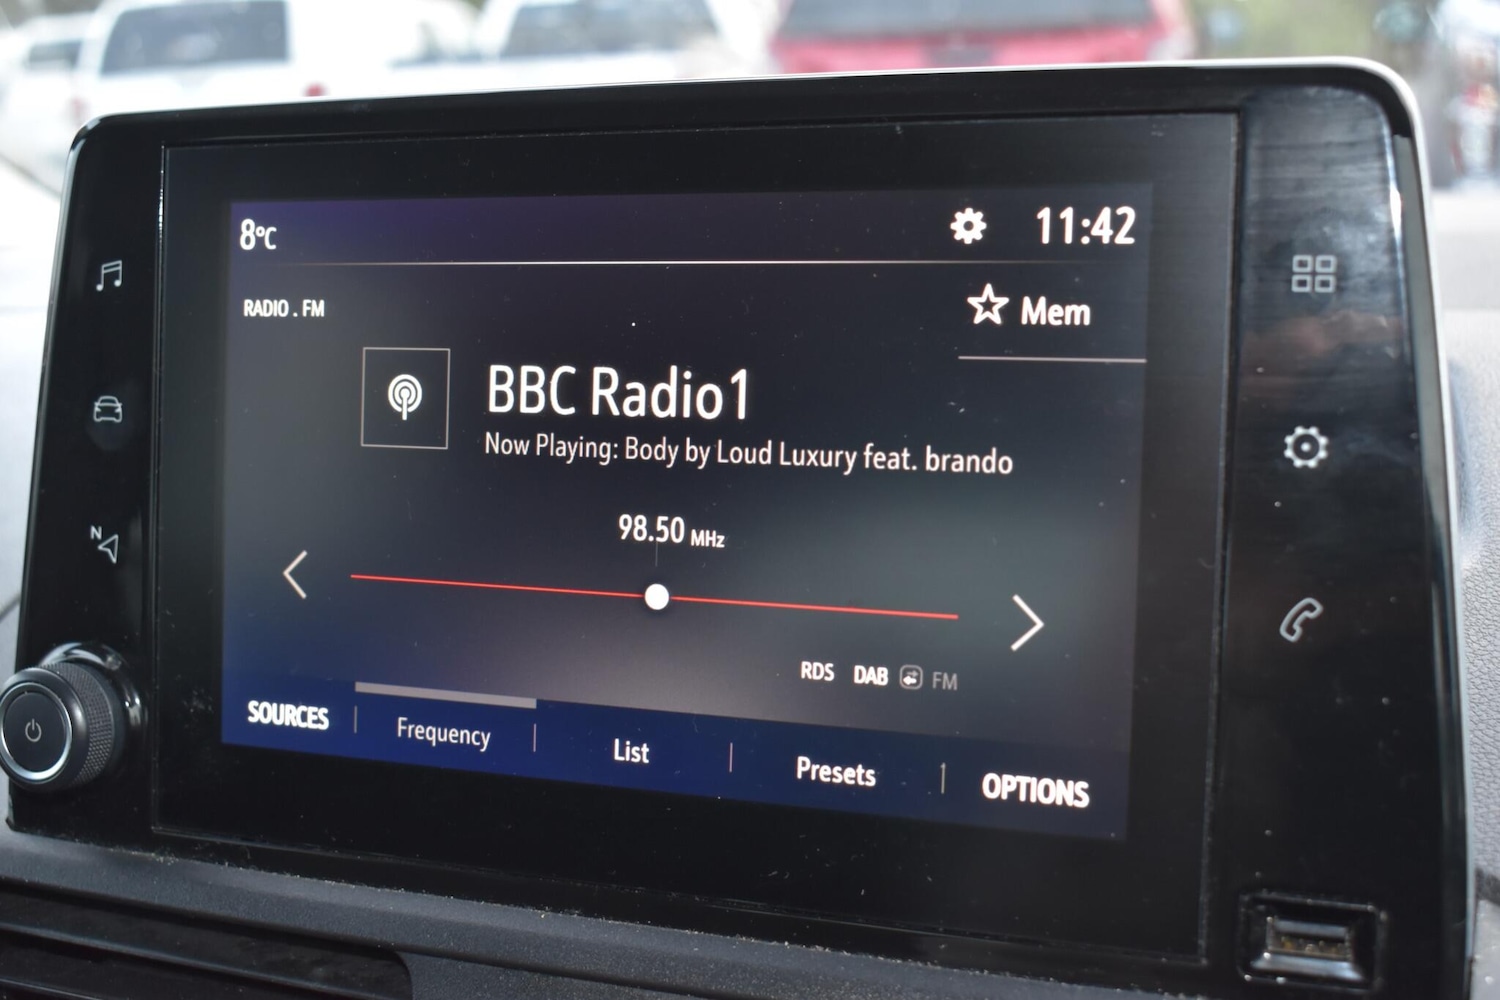 8°C 11:42
RADIO . FM
Mem
BBC Radio1
Now Playing: Body by Loud Luxury feat. brando
98.50 MHz
RDS DAB FM
SOURCES Frequency List Presets OPTIONS
N